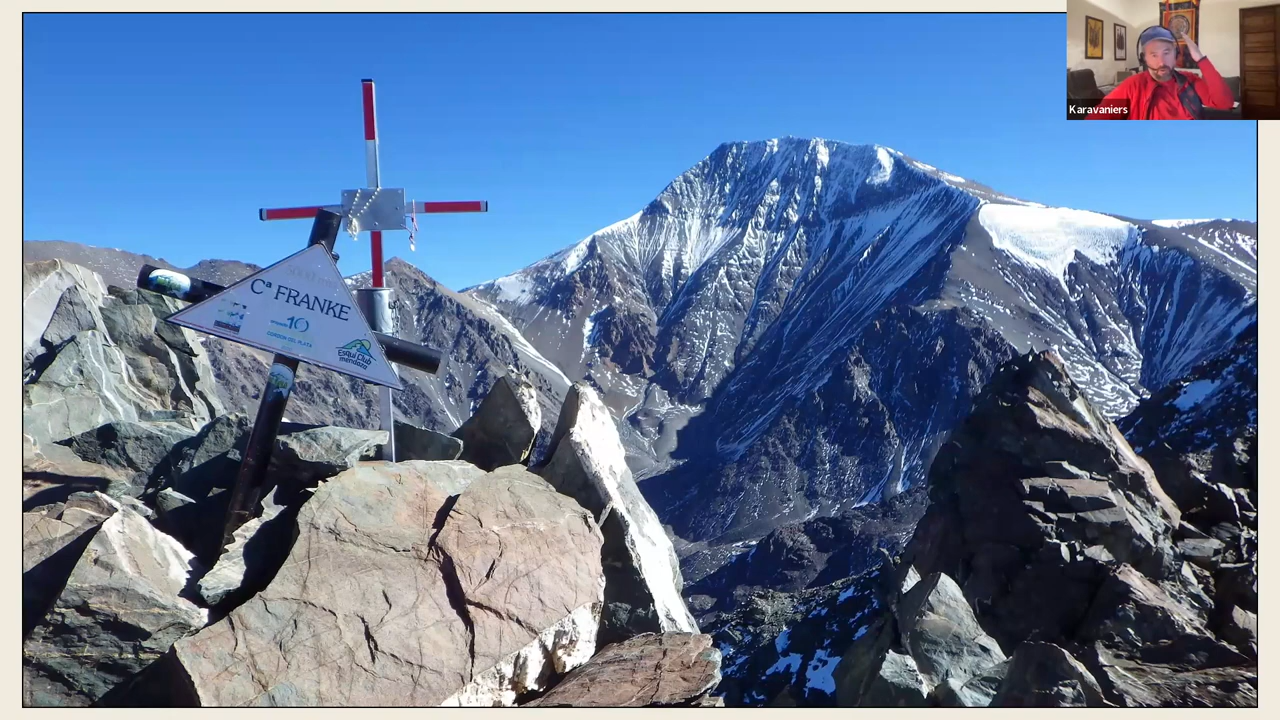 Karavaniers
Cº FRANKE
10
CORDON DEL PLATA
Esquí Club
mendoza